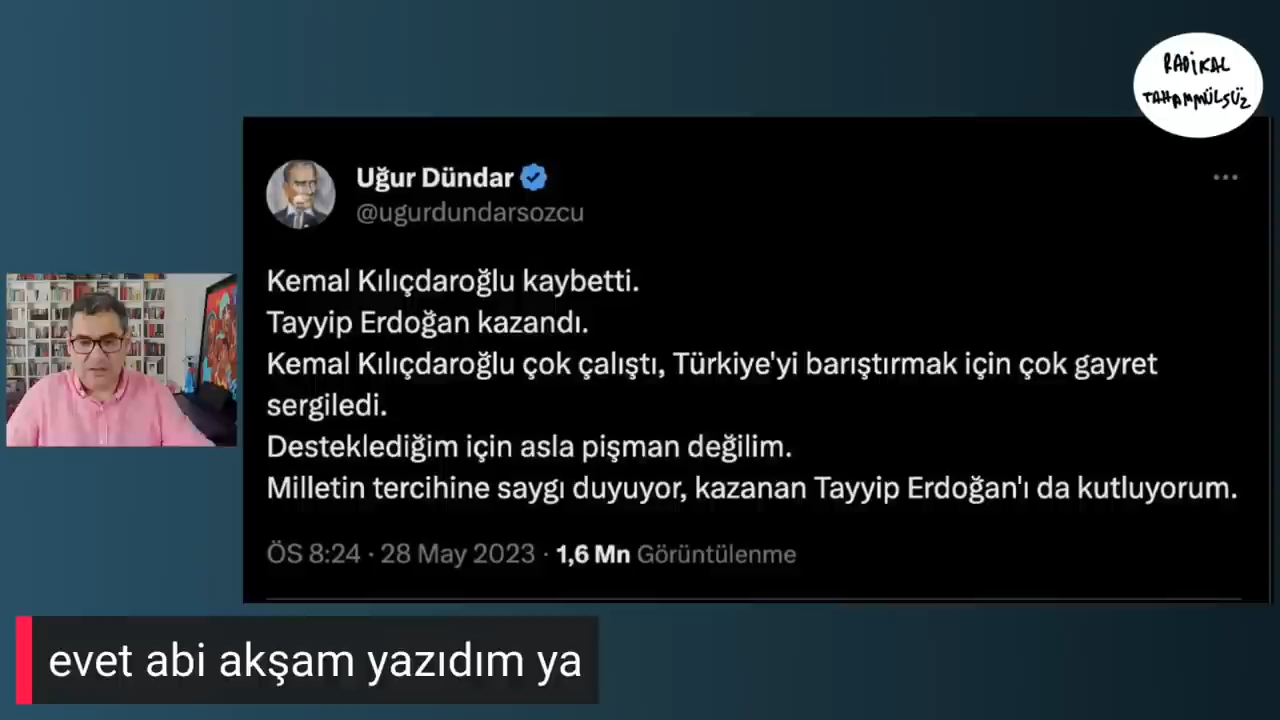 RADİKAL
TAHAMMÜLSÜZ
Uğur Dündar
@ugurdundarsozcu
Kemal Kılıçdaroğlu kaybetti.
Tayyip Erdoğan kazandı.
Kemal Kılıçdaroğlu çok çalıştı, Türkiye'yi barıştırmak için çok gayret
sergiledi.
Desteklediğim için asla pişman değilim.
Milletin tercihine saygı duyuyor, kazanan Tayyip Erdoğan'ı da kutluyorum.
ÖS 8:24 · 28 May 2023 · 1,6 Mn Görüntülenme
evet abi akşam yazıdım ya